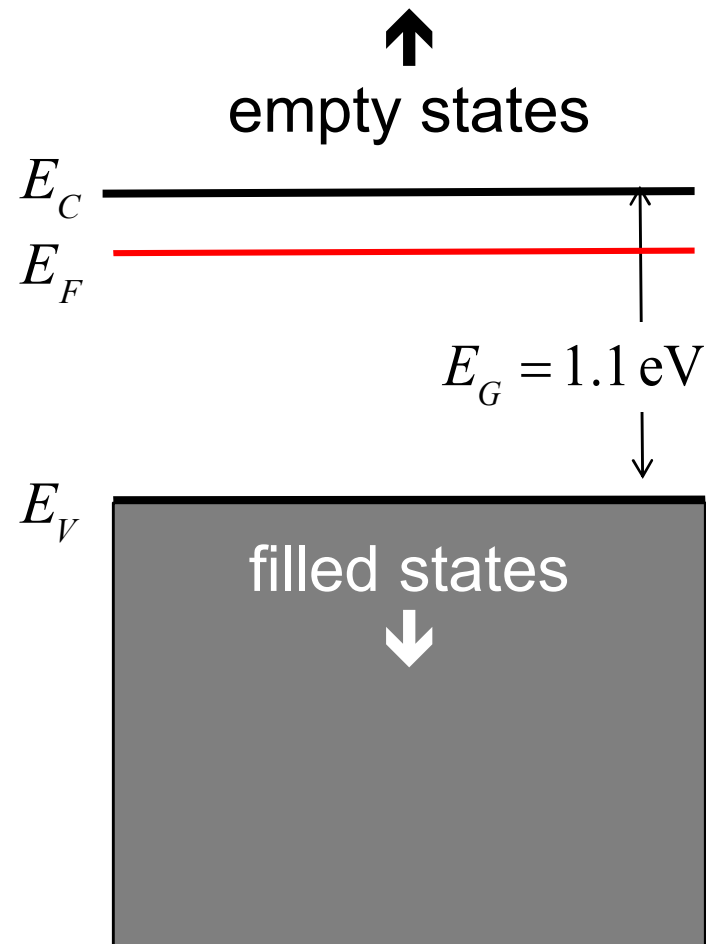 empty states
E_C
E_F
E_G = 1.1 eV
E_V
filled states